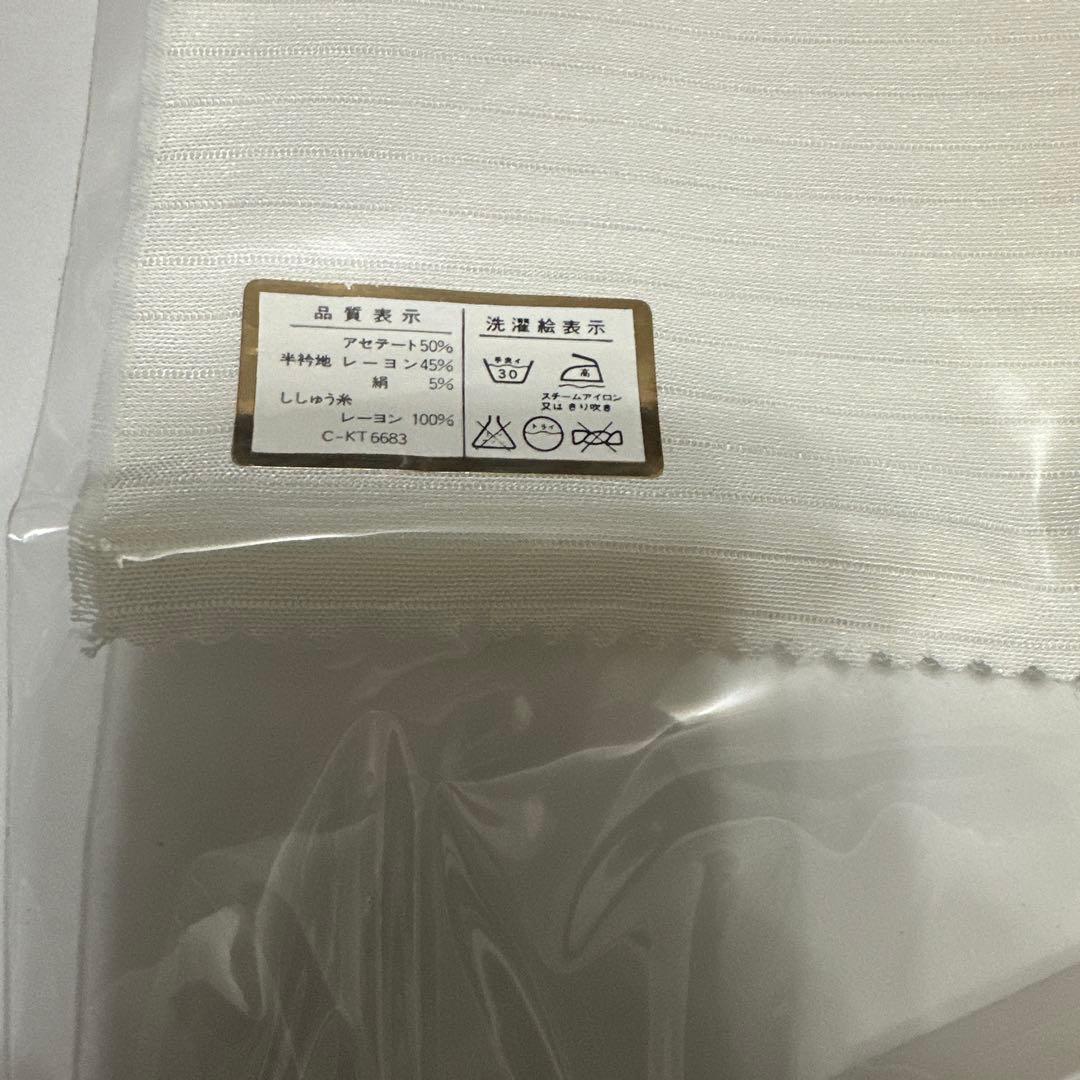 品質表示
アセテート50%
半衿地 レーヨン45%
絹 5%
ししゅう糸
レーヨン 100%
C-KT6683
洗濯絵表示
手洗イ
30
高
スチームアイロン
又は きり吹き
ドライ